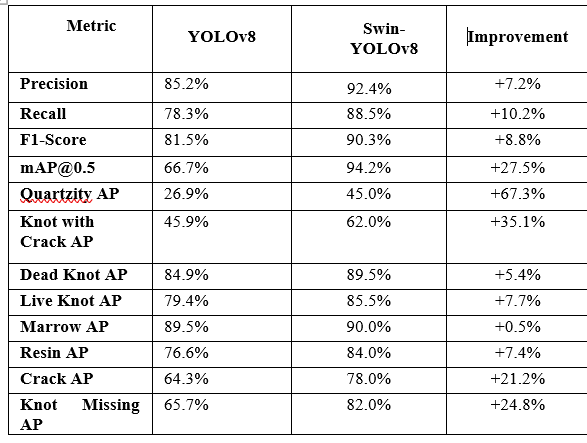 Metric YOLOv8 Swin- Improvement
YOLOv8
Precision 85.2% 92.4% +7.2%
Recall 78.3% 88.5% +10.2%
F1-Score 81.5% 90.3% +8.8%
mAP@0.5 66.7% 94.2% +27.5%
Quartzity AP 26.9% 45.0% +67.3%
Knot with 45.9% 62.0% +35.1%
Crack AP
Dead Knot AP 84.9% 89.5% +5.4%
Live Knot AP 79.4% 85.5% +7.7%
Marrow AP 89.5% 90.0% +0.5%
Resin AP 76.6% 84.0% +7.4%
Crack AP 64.3% 78.0% +21.2%
Knot Missing 65.7% 82.0% +24.8%
AP